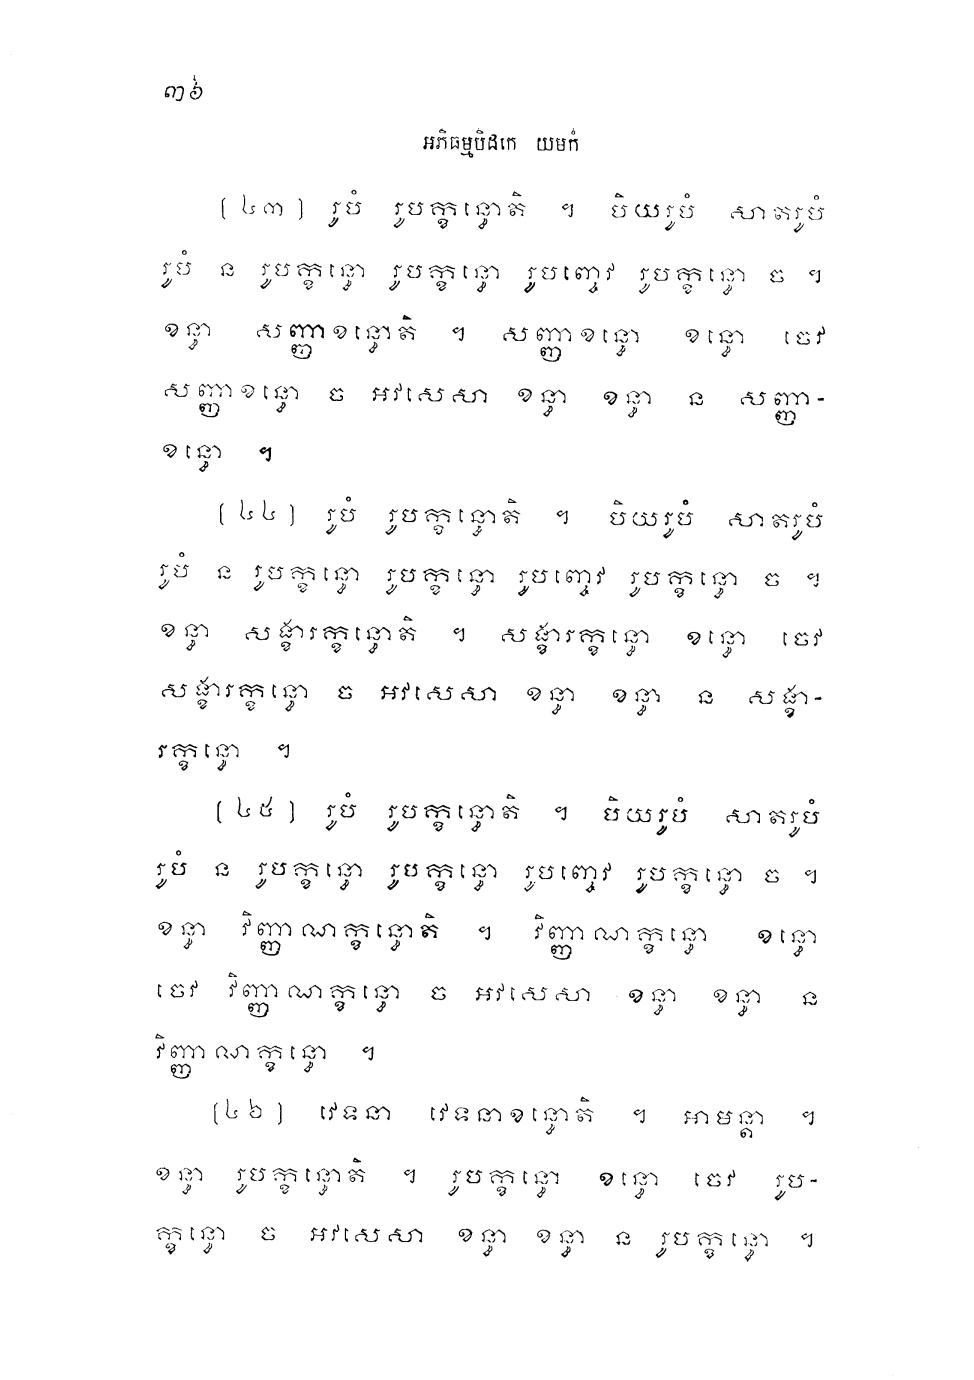 ៣៦
អភិធម្មបិដកេ យមកំ
(៤៣) រូបំ រូបក្ខន្ធោតិ ។ បិយរូបំ សាតរូបំ
រូបំ ន រូបក្ខន្ធោ រូបក្ខន្ធោ រូបញ្ចេវ រូបក្ខន្ធោ ច ។
ខន្ធា សញ្ញាខន្ធោតិ ។ សញ្ញាខន្ធោ ខន្ធោ ចេវ
សញ្ញាខន្ធោ ច អវសេសា ខន្ធា ខន្ធា ន សញ្ញា-
ខន្ធោ ។
(៤៤) រូបំ រូបក្ខន្ធោតិ ។ បិយរូបំ សាតរូបំ
រូបំ ន រូបក្ខន្ធោ រូបក្ខន្ធោ រូបញ្ចេវ រូបក្ខន្ធោ ច ។
ខន្ធា សង្ខារក្ខន្ធោតិ ។ សង្ខារក្ខន្ធោ ខន្ធោ ចេវ
សង្ខារក្ខន្ធោ ច អវសេសា ខន្ធា ខន្ធា ន សង្ខា-
រក្ខន្ធោ ។
(៤៥) រូបំ រូបក្ខន្ធោតិ ។ បិយរូបំ សាតរូបំ
រូបំ ន រូបក្ខន្ធោ រូបក្ខន្ធោ រូបញ្ចេវ រូបក្ខន្ធោ ច ។
ខន្ធា វិញ្ញាណក្ខន្ធោតិ ។ វិញ្ញាណក្ខន្ធោ ខន្ធោ
ចេវ វិញ្ញាណក្ខន្ធោ ច អវសេសា ខន្ធា ខន្ធា ន
វិញ្ញាណក្ខន្ធោ ។
(៤៦) វេទនា វេទនាខន្ធោតិ ។ អាមន្តា ។
ខន្ធា រូបក្ខន្ធោតិ ។ រូបក្ខន្ធោ ខន្ធោ ចេវ រូប-
ក្ខន្ធោ ច អវសេសា ខន្ធា ខន្ធា ន រូបក្ខន្ធោ ។